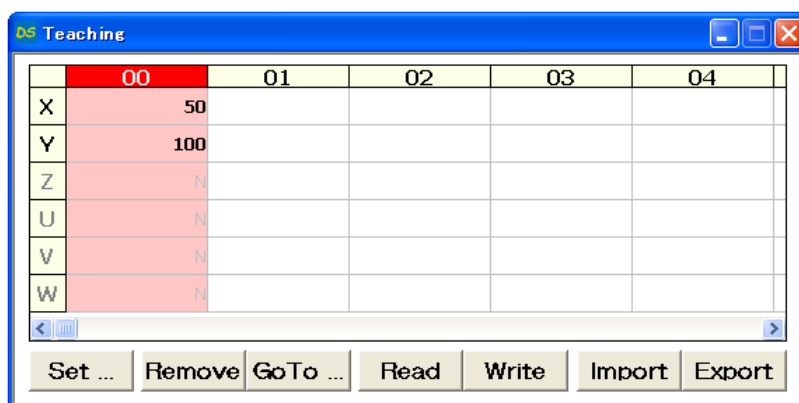 DS Teaching
00 01 02 03 04
X 50
Y 100
Z N
U N
V N
W N
Set ... Remove GoTo ... Read Write Import Export